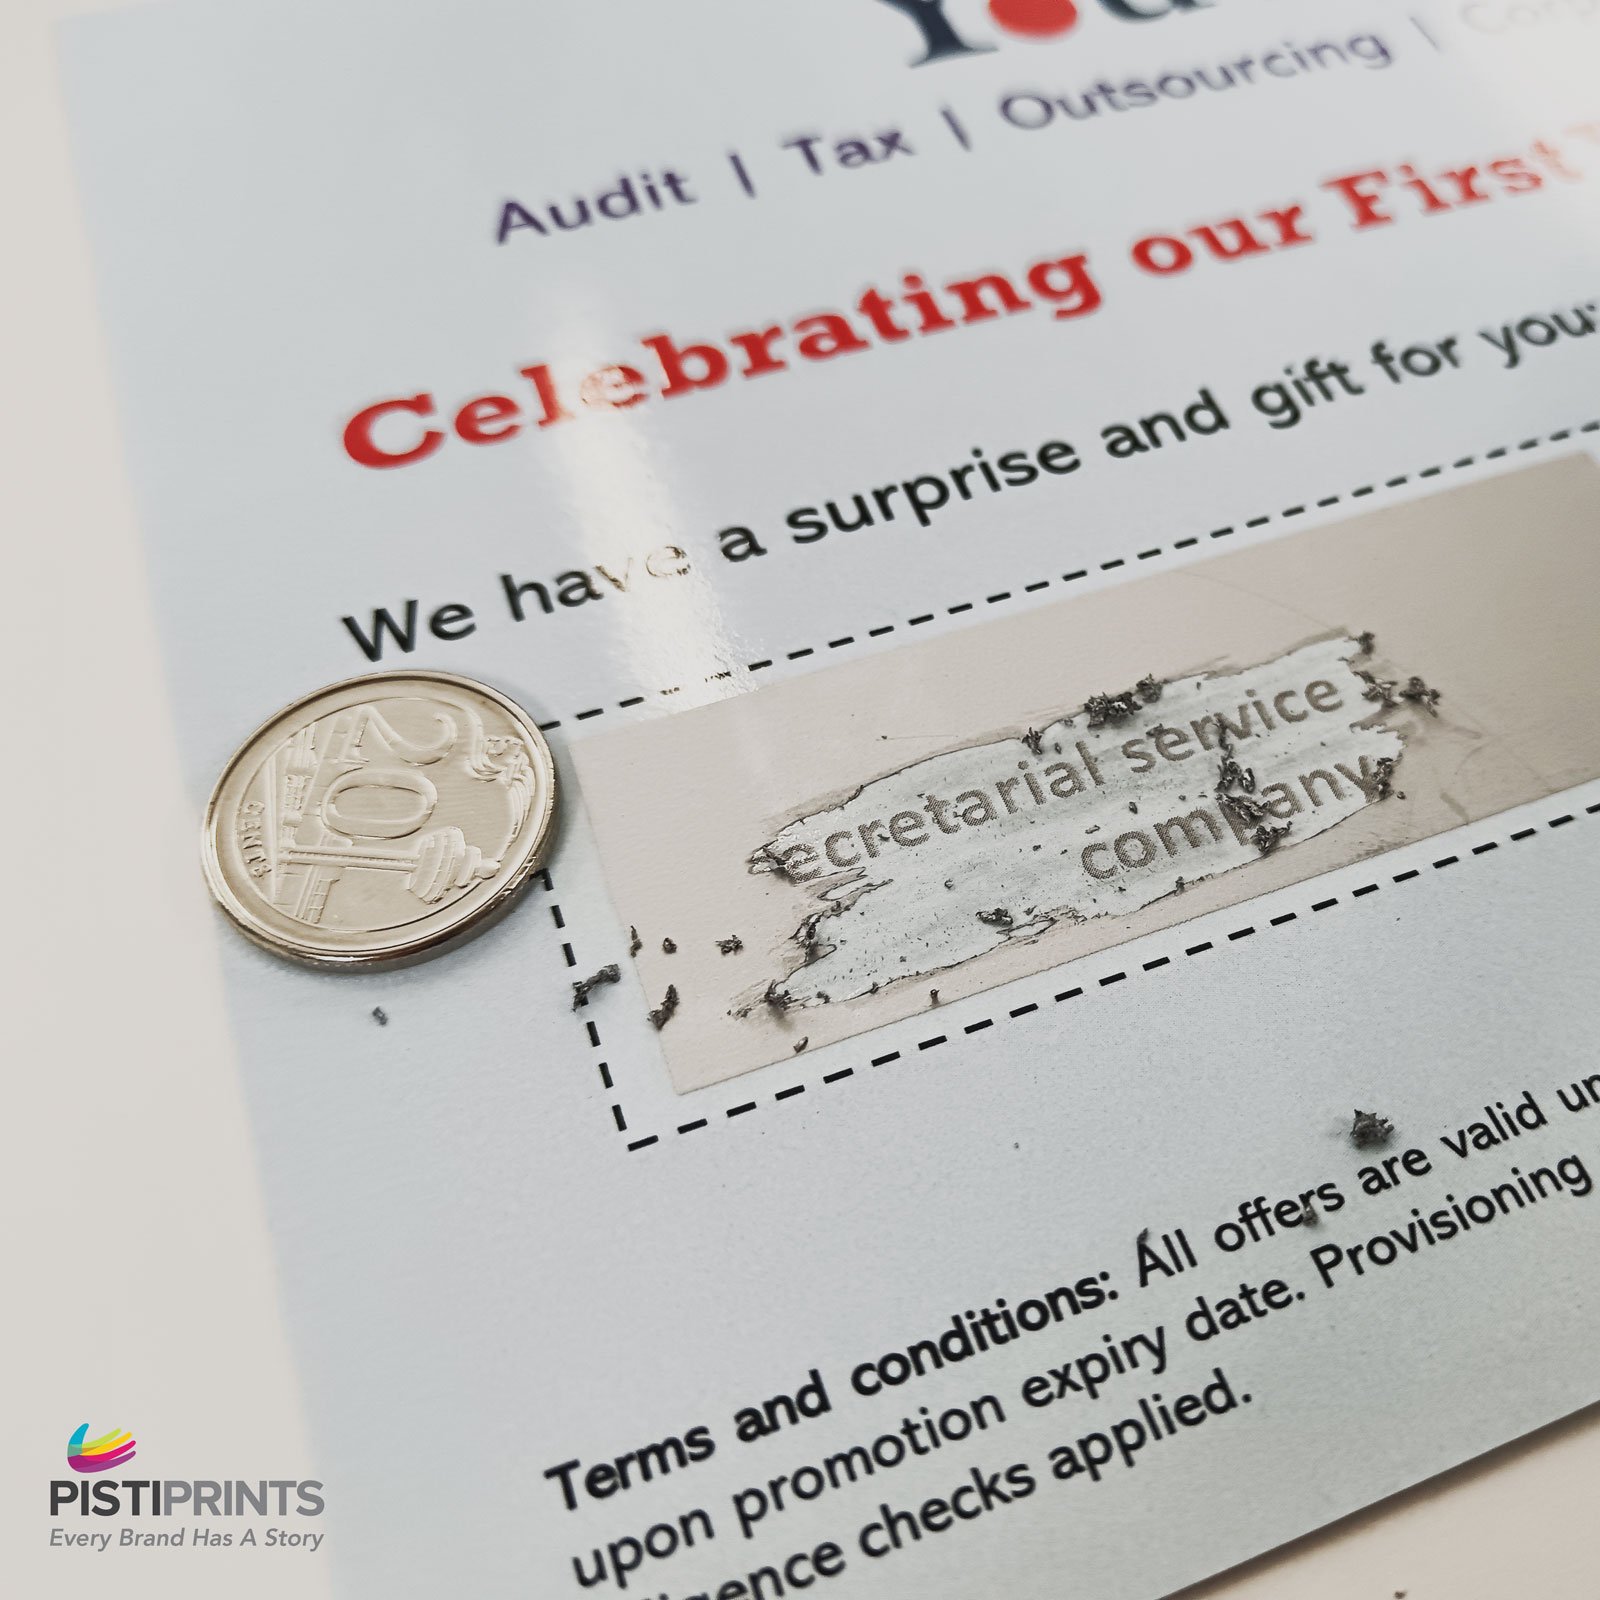 Audit | Tax | Outsourcing |
Celebrating our First
We have a surprise and gift for you:
20
CENTS
ecretarial service
company
Terms and conditions: All offers are valid
upon promotion expiry date. Provisioning
checks applied.
PISTIPRINTS
Every Brand Has A Story